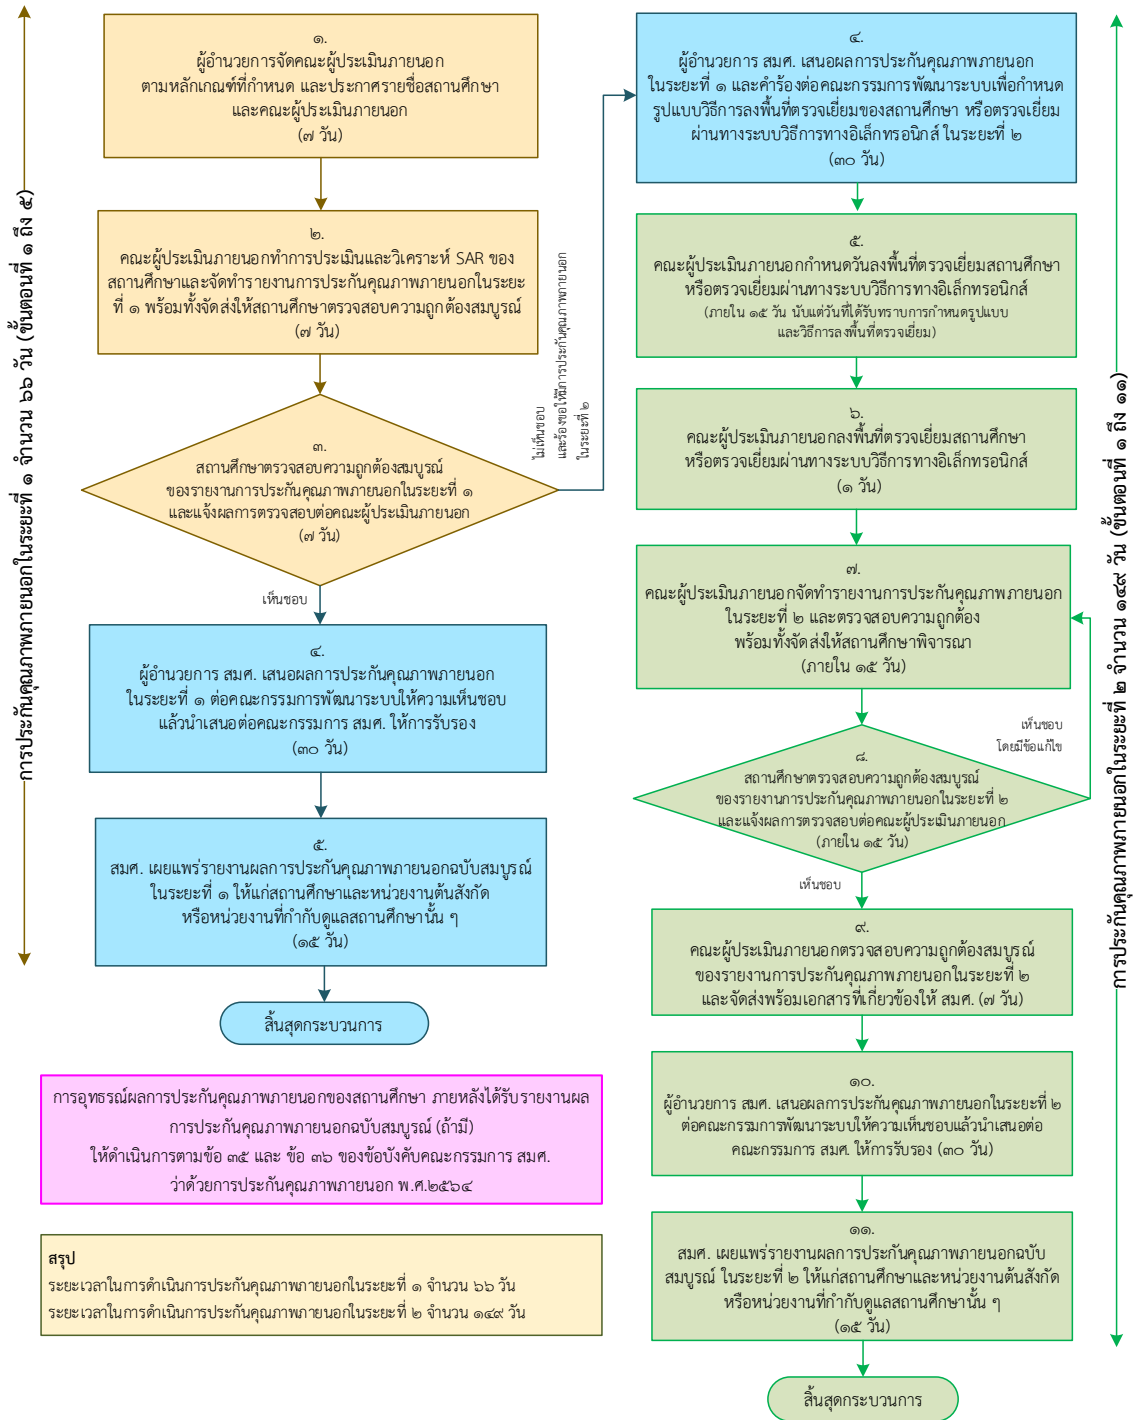 การประกันคุณภาพภายนอกในระยะที่ ๑ จำนวน ๖๖ วัน (ขั้นตอนที่ ๑ ถึง ๕)
๑.
ผู้อำนวยการจัดคณะผู้ประเมินภายนอก
ตามหลักเกณฑ์ที่กำหนด และประกาศรายชื่อสถานศึกษา
และคณะผู้ประเมินภายนอก
(๗ วัน)
๒.
คณะผู้ประเมินภายนอกทำการประเมินและวิเคราะห์ SAR ของ
สถานศึกษาและจัดทำรายงานการประกันคุณภาพภายนอกในระยะ
ที่ ๑ พร้อมทั้งจัดส่งให้สถานศึกษาตรวจสอบความถูกต้องสมบูรณ์
(๗ วัน)
๓.
สถานศึกษาตรวจสอบความถูกต้องสมบูรณ์
ของรายงานการประกันคุณภาพภายนอกในระยะที่ ๑
และแจ้งผลการตรวจสอบต่อคณะผู้ประเมินภายนอก
(๗ วัน)
ไม่เห็นชอบ
และร้องขอให้มีการประกันคุณภาพภายนอก
ในระยะที่ ๒
เห็นชอบ
๔.
ผู้อำนวยการ สมศ. เสนอผลการประกันคุณภาพภายนอก
ในระยะที่ ๑ ต่อคณะกรรมการพัฒนาระบบให้ความเห็นชอบ
แล้วนำเสนอต่อคณะกรรมการ สมศ. ให้การรับรอง
(๓๐ วัน)
๕.
สมศ. เผยแพร่รายงานผลการประกันคุณภาพภายนอกฉบับสมบูรณ์
ในระยะที่ ๑ ให้แก่สถานศึกษาและหน่วยงานต้นสังกัด
หรือหน่วยงานที่กำกับดูแลสถานศึกษานั้น ๆ
(๑๕ วัน)
สิ้นสุดกระบวนการ
การอุทธรณ์ผลการประกันคุณภาพภายนอกของสถานศึกษา ภายหลังได้รับรายงานผล
การประกันคุณภาพภายนอกฉบับสมบูรณ์ (ถ้ามี)
ให้ดำเนินการตามข้อ ๓๕ และ ข้อ ๓๖ ของข้อบังคับคณะกรรมการ สมศ.
ว่าด้วยการประกันคุณภาพภายนอก พ.ศ.๒๕๖๔
สรุป
ระยะเวลาในการดำเนินการประกันคุณภาพภายนอกในระยะที่ ๑ จำนวน ๖๖ วัน
ระยะเวลาในการดำเนินการประกันคุณภาพภายนอกในระยะที่ ๒ จำนวน ๑๔๙ วัน
๔.
ผู้อำนวยการ สมศ. เสนอผลการประกันคุณภาพภายนอก
ในระยะที่ ๑ และคำร้องต่อคณะกรรมการพัฒนาระบบเพื่อกำหนด
รูปแบบวิธีการลงพื้นที่ตรวจเยี่ยมของสถานศึกษา หรือตรวจเยี่ยม
ผ่านทางระบบวิธีการทางอิเล็กทรอนิกส์ ในระยะที่ ๒
(๓๐ วัน)
๕.
คณะผู้ประเมินภายนอกกำหนดวันลงพื้นที่ตรวจเยี่ยมสถานศึกษา
หรือตรวจเยี่ยมผ่านทางระบบวิธีการทางอิเล็กทรอนิกส์
(ภายใน ๑๕ วัน นับแต่วันที่ได้รับทราบการกำหนดรูปแบบ
และวิธีการลงพื้นที่ตรวจเยี่ยม)
๖.
คณะผู้ประเมินภายนอกลงพื้นที่ตรวจเยี่ยมสถานศึกษา
หรือตรวจเยี่ยมผ่านทางระบบวิธีการทางอิเล็กทรอนิกส์
(๑ วัน)
๗.
คณะผู้ประเมินภายนอกจัดทำรายงานการประกันคุณภาพภายนอก
ในระยะที่ ๒ และตรวจสอบความถูกต้อง
พร้อมทั้งจัดส่งให้สถานศึกษาพิจารณา
(ภายใน ๑๕ วัน)
เห็นชอบ
โดยมีข้อแก้ไข
๘.
สถานศึกษาตรวจสอบความถูกต้องสมบูรณ์
ของรายงานการประกันคุณภาพภายนอกในระยะที่ ๒
และแจ้งผลการตรวจสอบต่อคณะผู้ประเมินภายนอก
(ภายใน ๑๕ วัน)
เห็นชอบ
๙.
คณะผู้ประเมินภายนอกตรวจสอบความถูกต้องสมบูรณ์
ของรายงานการประกันคุณภาพภายนอกในระยะที่ ๒
และจัดส่งพร้อมเอกสารที่เกี่ยวข้องให้ สมศ. (๗ วัน)
๑๐.
ผู้อำนวยการ สมศ. เสนอผลการประกันคุณภาพภายนอกในระยะที่ ๒
ต่อคณะกรรมการพัฒนาระบบให้ความเห็นชอบแล้วนำเสนอต่อ
คณะกรรมการ สมศ. ให้การรับรอง (๓๐ วัน)
๑๑.
สมศ. เผยแพร่รายงานผลการประกันคุณภาพภายนอกฉบับ
สมบูรณ์ ในระยะที่ ๒ ให้แก่สถานศึกษาและหน่วยงานต้นสังกัด
หรือหน่วยงานที่กำกับดูแลสถานศึกษานั้น ๆ
(๑๕ วัน)
สิ้นสุดกระบวนการ
การประกันคุณภาพภายนอกในระยะที่ ๒ จำนวน ๑๔๙ วัน (ขั้นตอนที่ ๑ ถึง ๑๑)